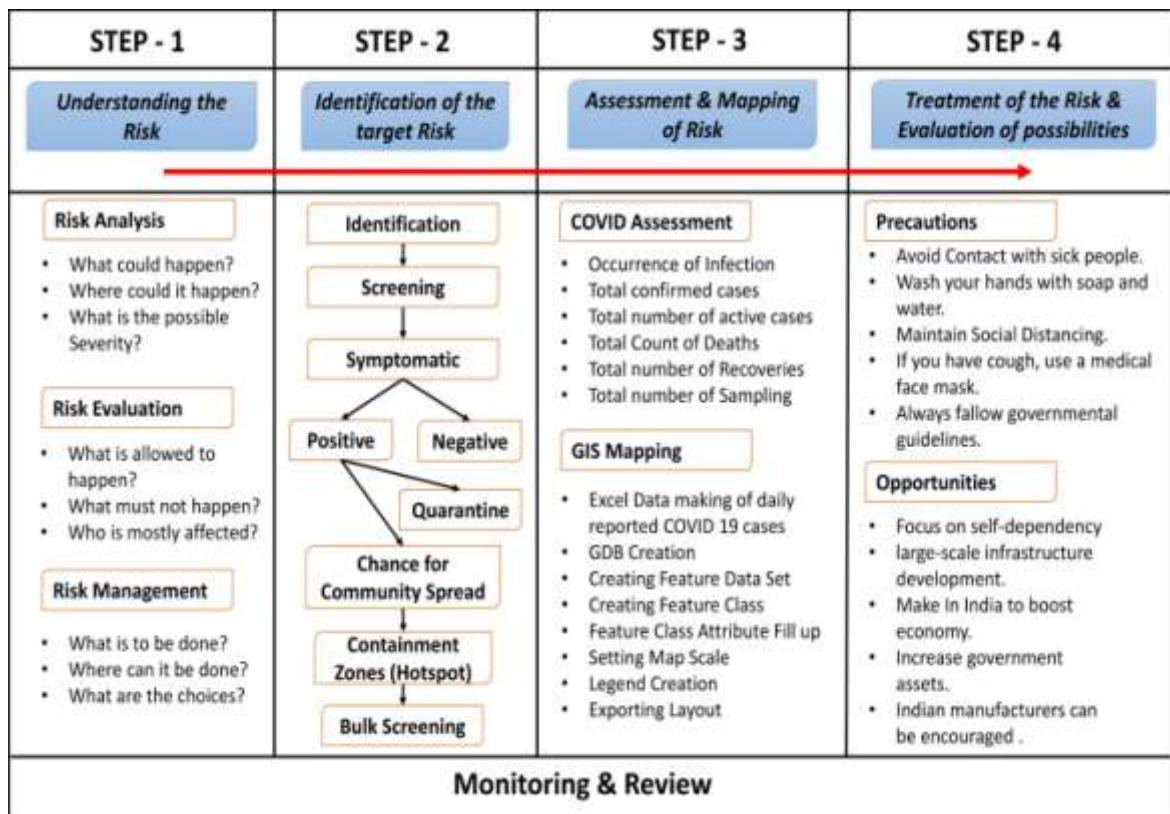 STEP - 1
STEP - 2
STEP - 3
STEP - 4
Understanding the
Risk
Identification of the
target Risk
Assessment & Mapping
of Risk
Treatment of the Risk &
Evaluation of possibilities
Risk Analysis
• What could happen?
• Where could it happen?
• What is the possible
Severity?
Risk Evaluation
• What is allowed to
happen?
• What must not happen?
• Who is mostly affected?
Risk Management
• What is to be done?
• Where can it be done?
• What are the choices?
Identification
Screening
Symptomatic
Positive
Negative
Quarantine
Chance for
Community Spread
Containment
Zones (Hotspot)
Bulk Screening
COVID Assessment
• Occurrence of Infection
• Total confirmed cases
• Total number of active cases
• Total Count of Deaths
• Total number of Recoveries
• Total number of Sampling
GIS Mapping
• Excel Data making of daily
reported COVID 19 cases
• GDB Creation
• Creating Feature Data Set
• Creating Feature Class
• Feature Class Attribute Fill up
• Setting Map Scale
• Legend Creation
• Exporting Layout
Precautions
• Avoid Contact with sick people.
• Wash your hands with soap and
water.
• Maintain Social Distancing.
• If you have cough, use a medical
face mask.
• Always fallow governmental
guidelines.
Opportunities
• Focus on self-dependency
• large-scale infrastructure
development.
• Make In India to boost
economy.
• Increase government
assets.
• Indian manufacturers can
be encouraged .
Monitoring & Review